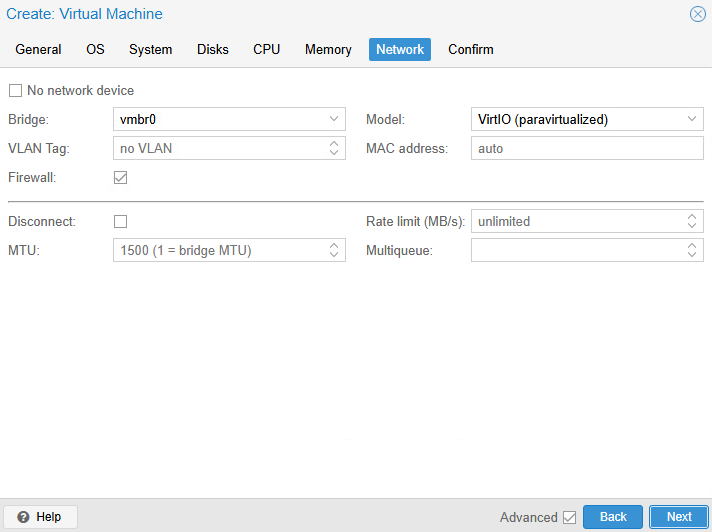 Create: Virtual Machine
General OS System Disks CPU Memory Network Confirm
No network device
Bridge: vmbr0 Model: VirtIO (paravirtualized)
VLAN Tag: no VLAN MAC address: auto
Firewall:
Disconnect: Rate limit (MB/s): unlimited
MTU: 1500 (1 = bridge MTU) Multiqueue:
Help Advanced Back Next